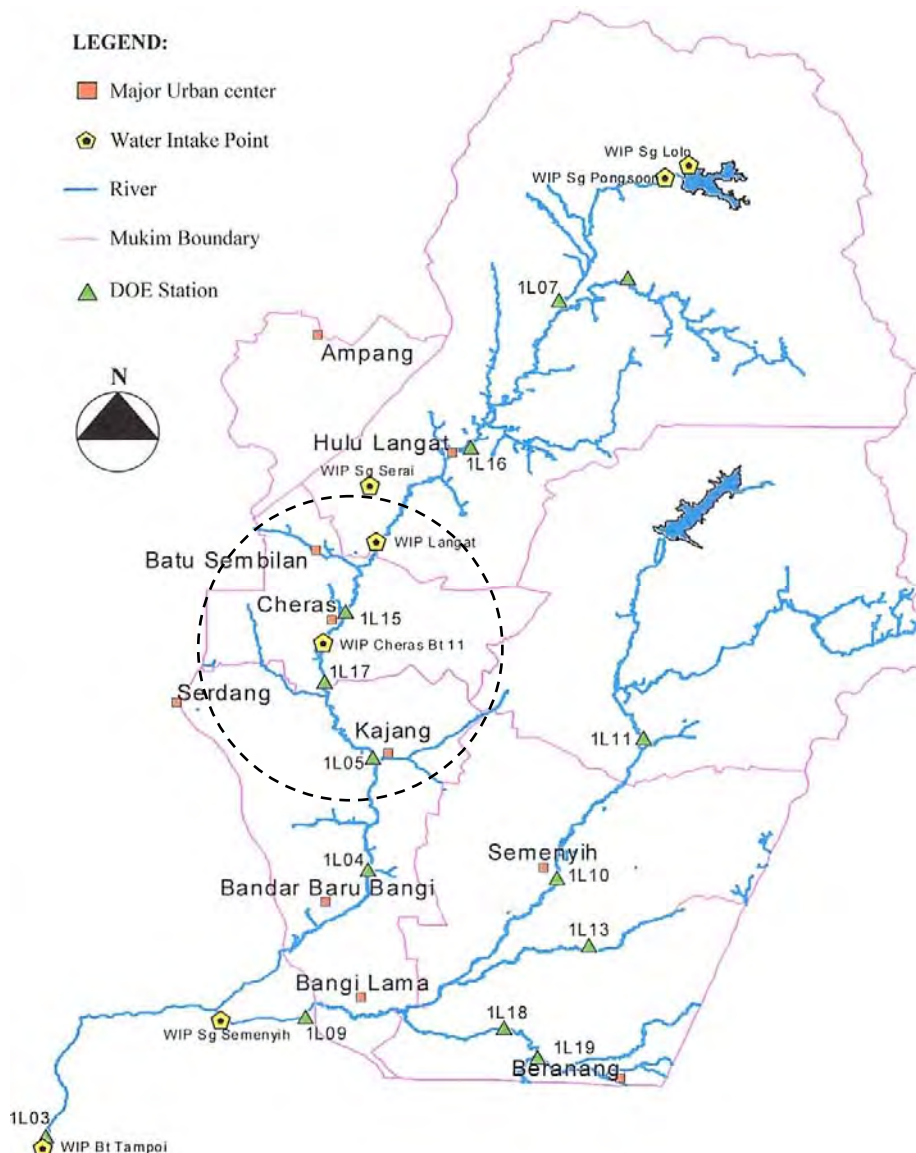 LEGEND:
Major Urban center
Water Intake Point
River
Mukim Boundary
DOE Station
N
WIP Sg Lolo
WIP Sg Pongsoon
1L07
Ampang
Hulu Langat
1L16
WIP Sg Serai
WIP Langat
Batu Sembilan
Cheras
1L15
WIP Cheras Bt 11
1L17
Serdang
Kajang
1L05
1L11
Semenyih
1L10
1L04
Bandar Baru Bangi
1L13
Bangi Lama
1L18
WIP Sg Semenyih
1L09
1L19
Beranang
1L03
WIP Bt Tampoi